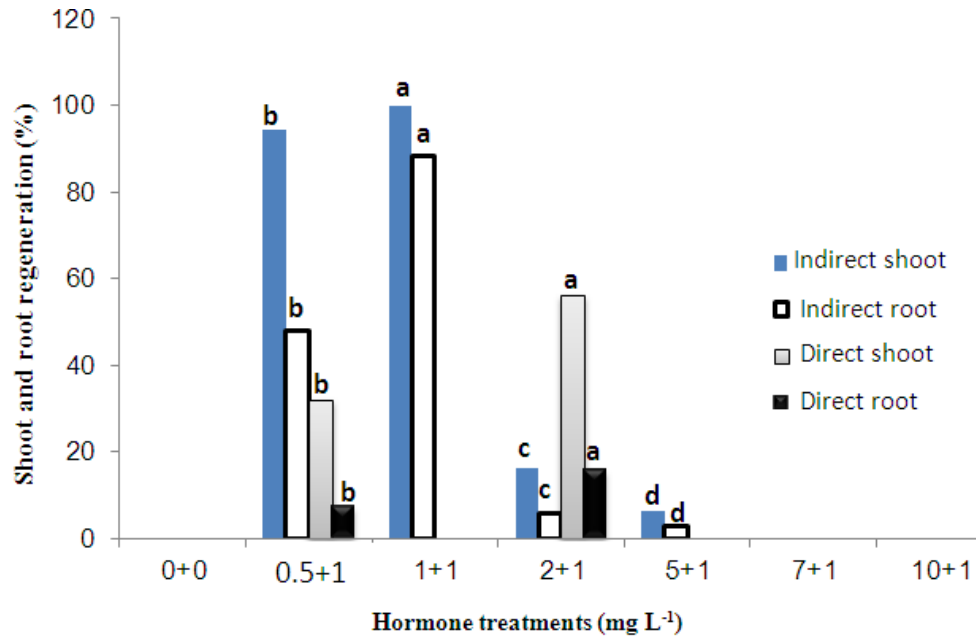 120
100
80
60
40
20
0
Shoot and root regeneration (%)
b
b
b
b
a
a
c
c
a
a
d
d
Indirect shoot
Indirect root
Direct shoot
Direct root
0+0 0.5+1 1+1 2+1 5+1 7+1 10+1
Hormone treatments (mg L⁻¹)